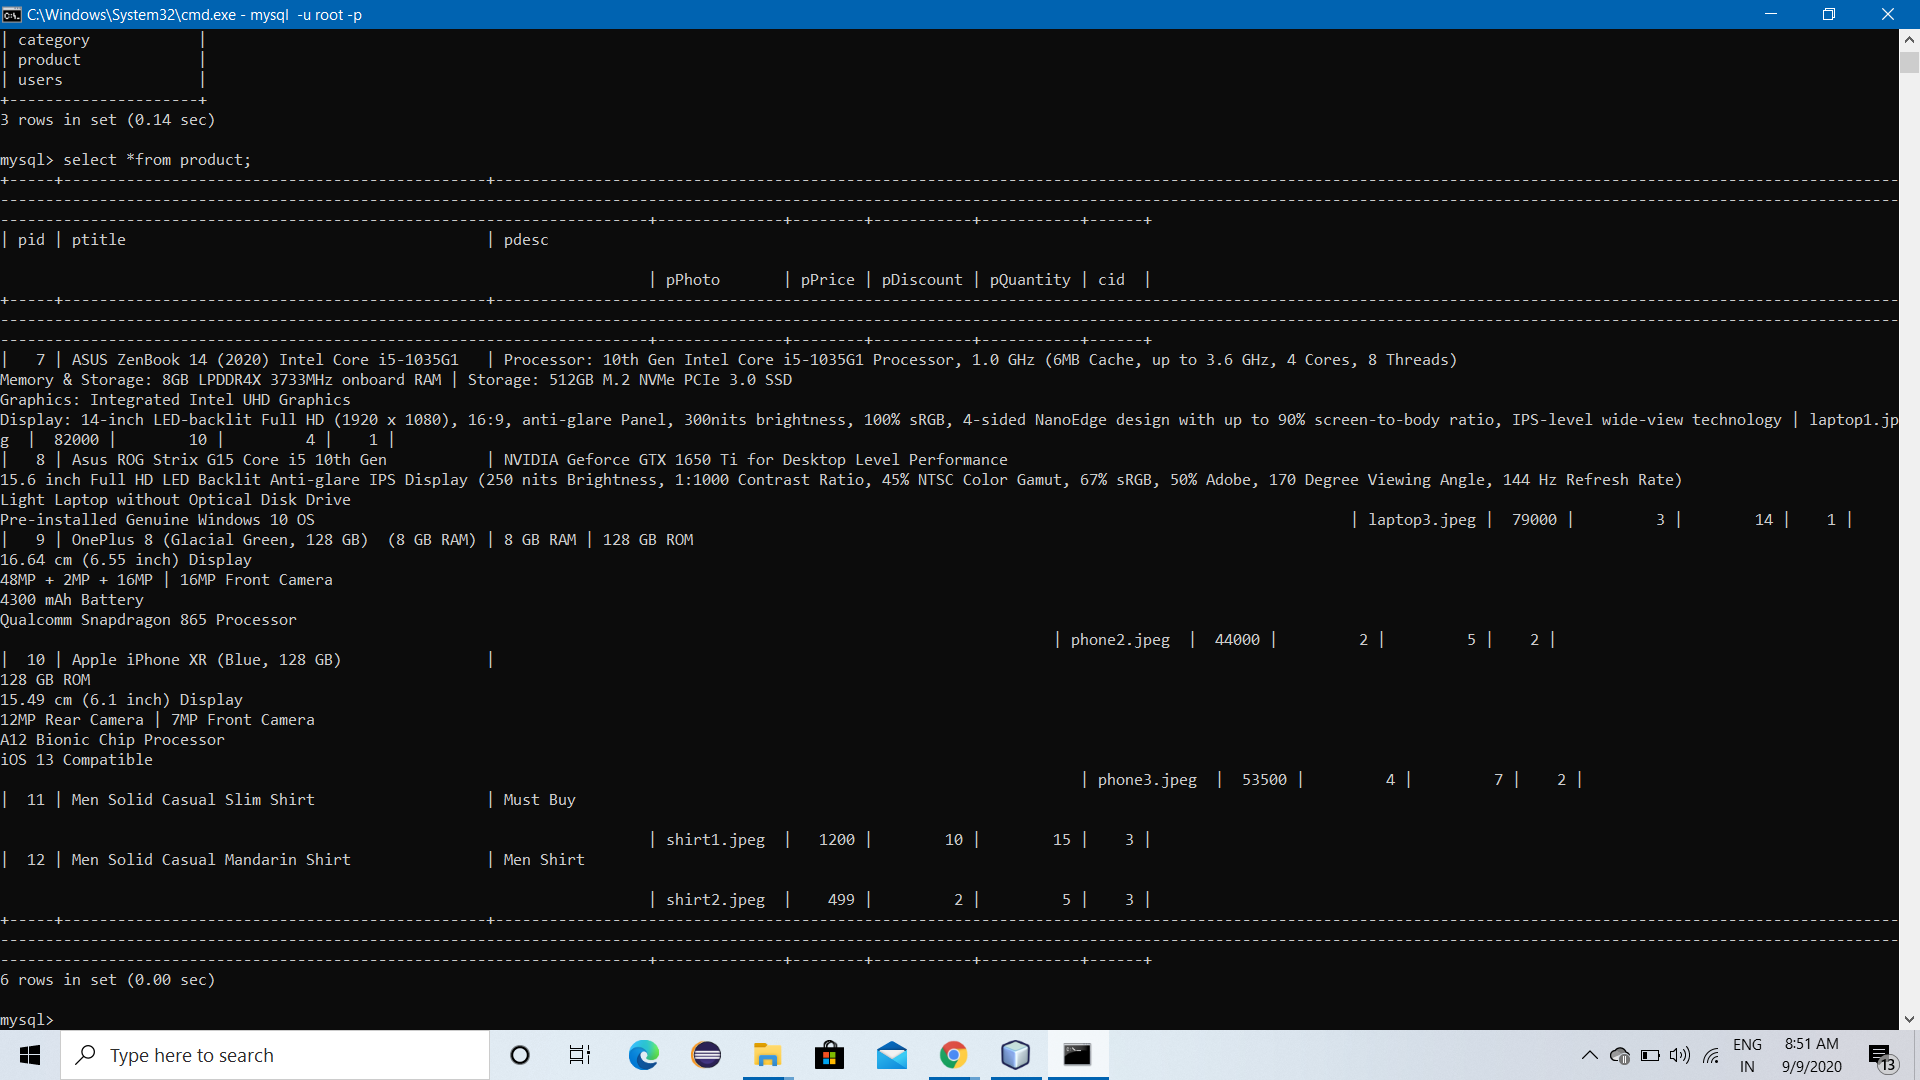 C:\Windows\System32\cmd.exe - mysql  -u root -p
| category            |
| product             |
| users               |
+---------------------+
3 rows in set (0.14 sec)
mysql> select *from product;
| pid | ptitle                                        | pdesc
| pPhoto       | pPrice | pDiscount | pQuantity | cid  |
|   7 | ASUS ZenBook 14 (2020) Intel Core i5-1035G1   | Processor: 10th Gen Intel Core i5-1035G1 Processor, 1.0 GHz (6MB Cache, up to 3.6 GHz, 4 Cores, 8 Threads)
Memory & Storage: 8GB LPDDR4X 3733MHz onboard RAM | Storage: 512GB M.2 NVMe PCIe 3.0 SSD
Graphics: Integrated Intel UHD Graphics
Display: 14-inch LED-backlit Full HD (1920 x 1080), 16:9, anti-glare Panel, 300nits brightness, 100% sRGB, 4-sided NanoEdge design with up to 90% screen-to-body ratio, IPS-level wide-view technology | laptop1.jp
g  |  82000 |        10 |         4 |    1 |
|   8 | Asus ROG Strix G15 Core i5 10th Gen           | NVIDIA Geforce GTX 1650 Ti for Desktop Level Performance
15.6 inch Full HD LED Backlit Anti-glare IPS Display (250 nits Brightness, 1:1000 Contrast Ratio, 45% NTSC Color Gamut, 67% sRGB, 50% Adobe, 170 Degree Viewing Angle, 144 Hz Refresh Rate)
Light Laptop without Optical Disk Drive
Pre-installed Genuine Windows 10 OS | laptop3.jpeg |  79000 |         3 |        14 |    1 |
|   9 | OnePlus 8 (Glacial Green, 128 GB)  (8 GB RAM) | 8 GB RAM | 128 GB ROM
16.64 cm (6.55 inch) Display
48MP + 2MP + 16MP | 16MP Front Camera
4300 mAh Battery
Qualcomm Snapdragon 865 Processor
| phone2.jpeg  |  44000 |         2 |         5 |    2 |
|  10 | Apple iPhone XR (Blue, 128 GB)                |
128 GB ROM
15.49 cm (6.1 inch) Display
12MP Rear Camera | 7MP Front Camera
A12 Bionic Chip Processor
iOS 13 Compatible
| phone3.jpeg  |  53500 |         4 |         7 |    2 |
|  11 | Men Solid Casual Slim Shirt                   | Must Buy
| shirt1.jpeg  |   1200 |        10 |        15 |    3 |
|  12 | Men Solid Casual Mandarin Shirt               | Men Shirt
| shirt2.jpeg  |    499 |         2 |         5 |    3 |
6 rows in set (0.00 sec)
mysql>
Type here to search
ENG
IN
8:51 AM
9/9/2020
13